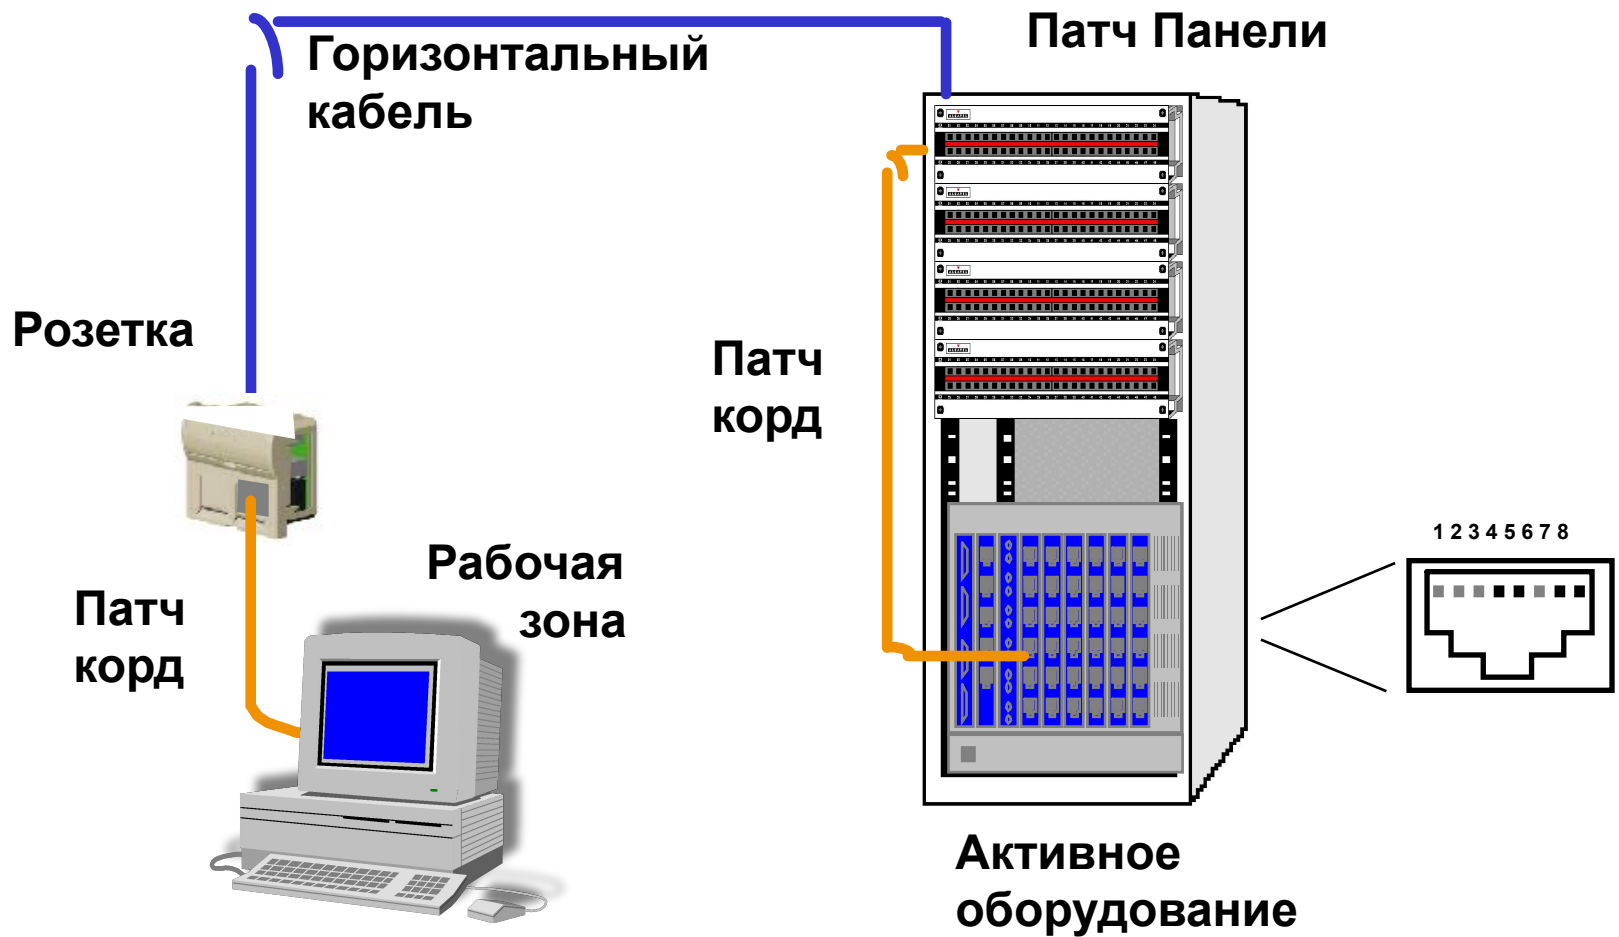 Патч Панели
Горизонтальный
кабель
Розетка
Патч
корд
1 2 3 4 5 6 7 8
Рабочая
зона
Патч
корд
Активное
оборудование